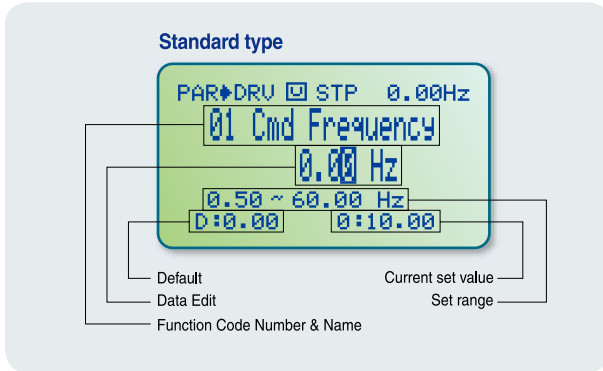 Standard type
PAR➧DRV U STP 0.00Hz
01 Cmd Frequency
0.00 Hz
0.50 ~ 60.00 Hz
D:0.00 0:10.00
Default Current set value
Data Edit Set range
Function Code Number & Name